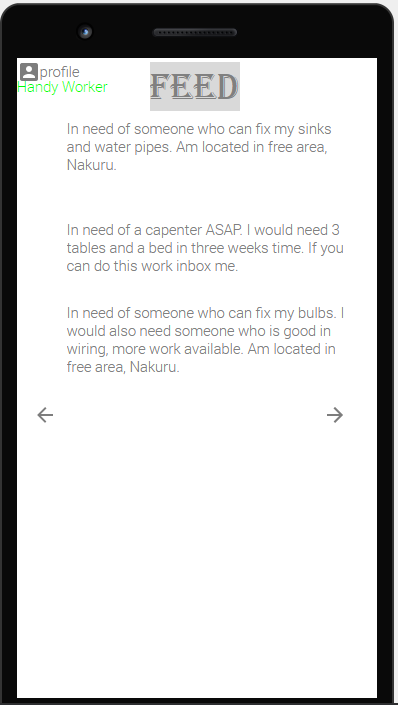 profile
Handy Worker
FEED
In need of someone who can fix my sinks
and water pipes. Am located in free area,
Nakuru.
In need of a capenter ASAP. I would need 3
tables and a bed in three weeks time. If you
can do this work inbox me.
In need of someone who can fix my bulbs. I
would also need someone who is good in
wiring, more work available. Am located in
free area, Nakuru.